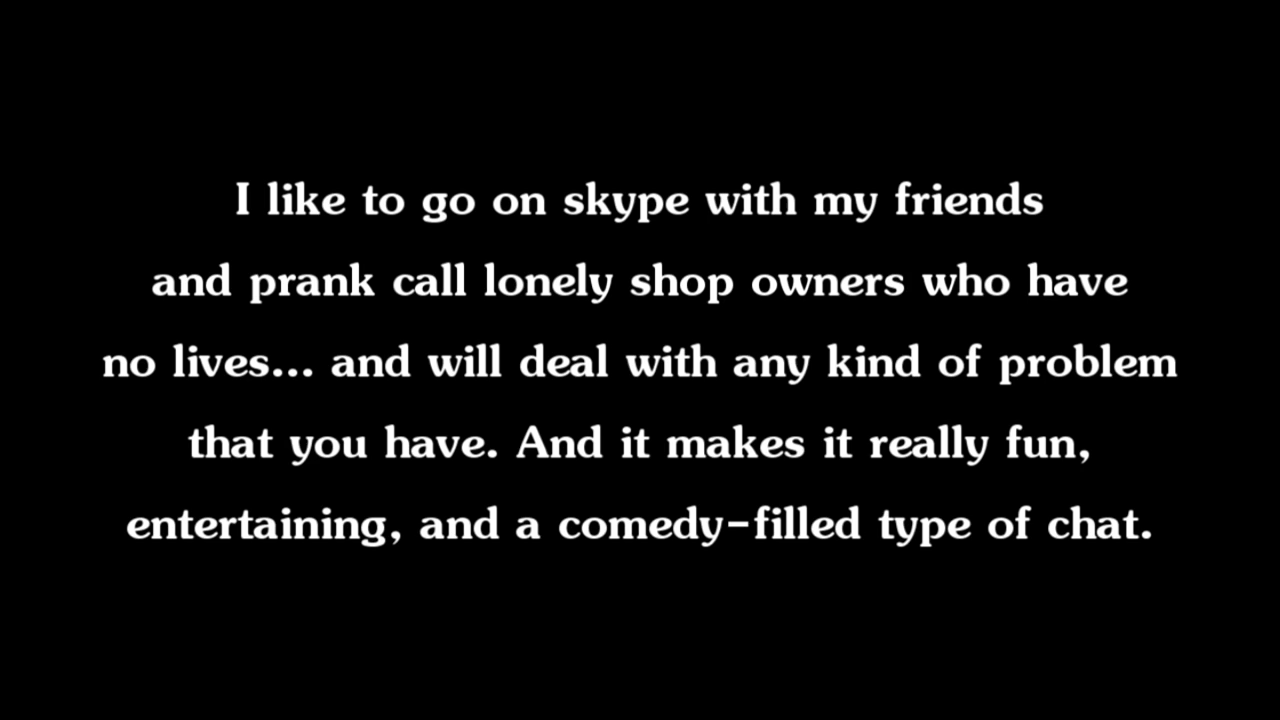 I like to go on skype with my friends
and prank call lonely shop owners who have
no lives... and will deal with any kind of problem
that you have. And it makes it really fun,
entertaining, and a comedy-filled type of chat.